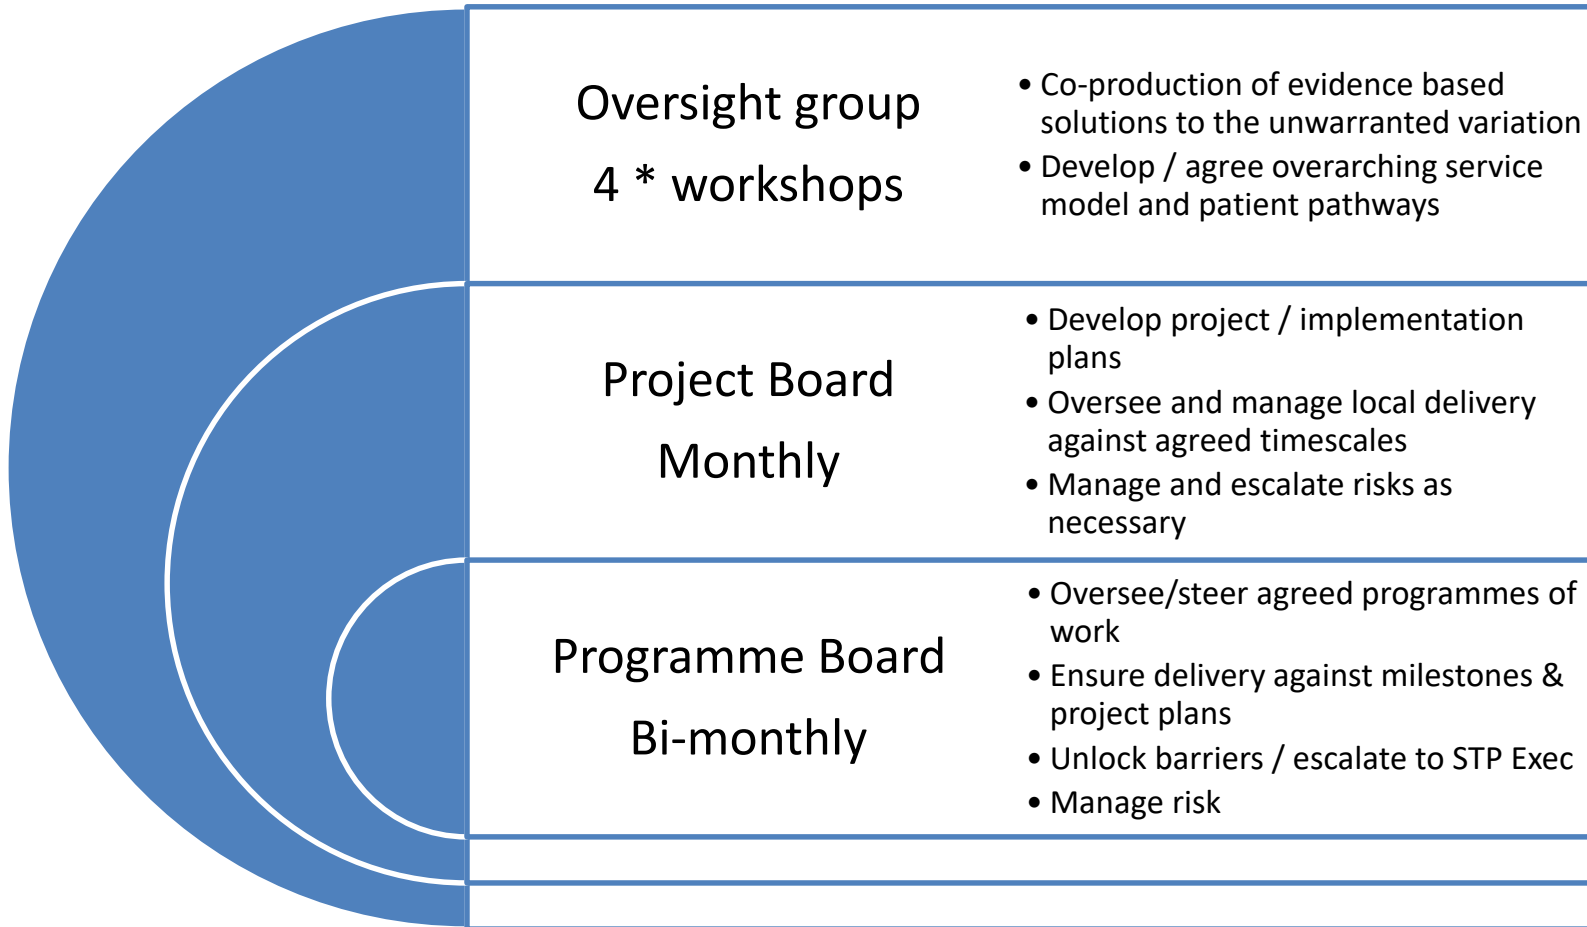 Oversight group
4 * workshops
• Co-production of evidence based
solutions to the unwarranted variation
• Develop / agree overarching service
model and patient pathways
Project Board
Monthly
• Develop project / implementation
plans
• Oversee and manage local delivery
against agreed timescales
• Manage and escalate risks as
necessary
Programme Board
Bi-monthly
• Oversee/steer agreed programmes of
work
• Ensure delivery against milestones &
project plans
• Unlock barriers / escalate to STP Exec
• Manage risk